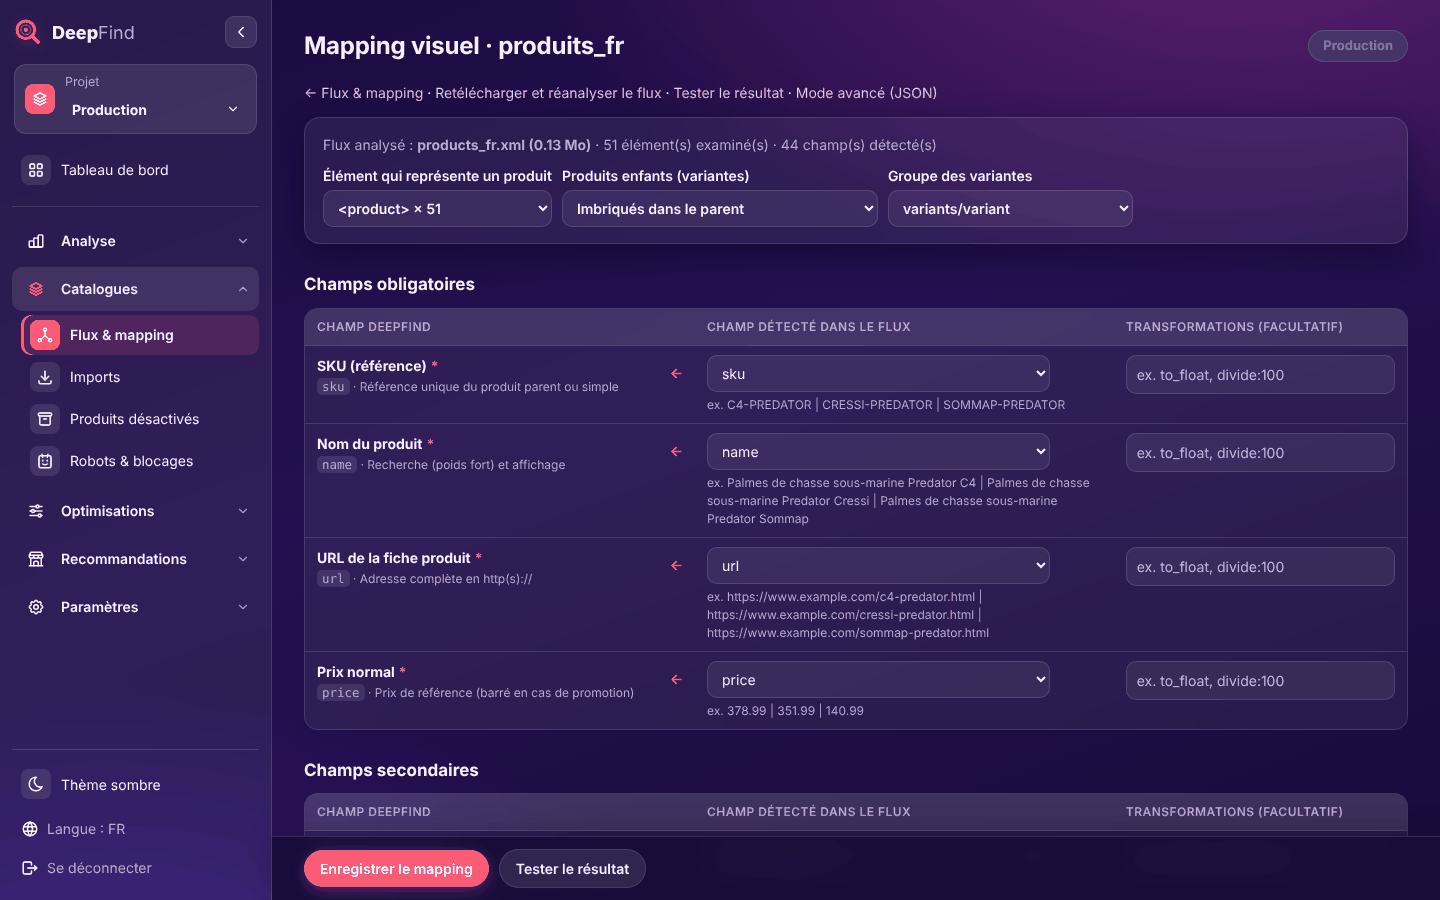 DeepFind
Projet
Production
Tableau de bord
Analyse
Catalogues
Flux & mapping
Imports
Produits désactivés
Robots & blocages
Optimisations
Recommandations
Paramètres
Thème sombre
Langue : FR
Se déconnecter
Mapping visuel · produits_fr
Production
← Flux & mapping · Retélécharger et réanalyser le flux · Tester le résultat · Mode avancé (JSON)
Flux analysé : products_fr.xml (0.13 Mo) · 51 élément(s) examiné(s) · 44 champ(s) détecté(s)
Élément qui représente un produit Produits enfants (variantes) Groupe des variantes
<product> × 51 Imbriqués dans le parent variants/variant
Champs obligatoires
CHAMP DEEPFIND CHAMP DÉTECTÉ DANS LE FLUX TRANSFORMATIONS (FACULTATIF)
SKU (référence) *
sku · Référence unique du produit parent ou simple
←
sku
ex. C4-PREDATOR | CRESSI-PREDATOR | SOMMAP-PREDATOR
ex. to_float, divide:100
Nom du produit *
name · Recherche (poids fort) et affichage
←
name
ex. Palmes de chasse sous-marine Predator C4 | Palmes de chasse
sous-marine Predator Cressi | Palmes de chasse sous-marine
Predator Sommap
ex. to_float, divide:100
URL de la fiche produit *
url · Adresse complète en http(s)://
←
url
ex. https://www.example.com/c4-predator.html |
https://www.example.com/cressi-predator.html |
https://www.example.com/sommap-predator.html
ex. to_float, divide:100
Prix normal *
price · Prix de référence (barré en cas de promotion)
←
price
ex. 378.99 | 351.99 | 140.99
ex. to_float, divide:100
Champs secondaires
CHAMP DEEPFIND CHAMP DÉTECTÉ DANS LE FLUX TRANSFORMATIONS (FACULTATIF)
Enregistrer le mapping Tester le résultat